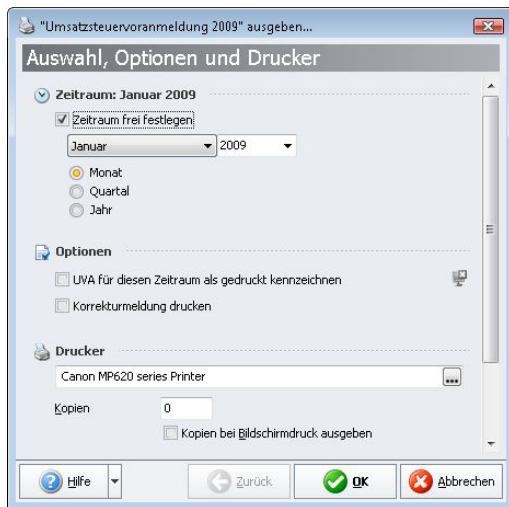 "Umsatzsteuervoranmeldung 2009" ausgeben...
Auswahl, Optionen und Drucker
Zeitraum: Januar 2009
Zeitraum frei festlegen
Januar 2009
Monat
Quartal
Jahr
Optionen
UVA für diesen Zeitraum als gedruckt kennzeichnen
Korrekturmeldung drucken
Drucker
Canon MP620 series Printer ...
Kopien 0
Kopien bei Bildschirmdruck ausgeben
Hilfe Zurück OK Abbrechen